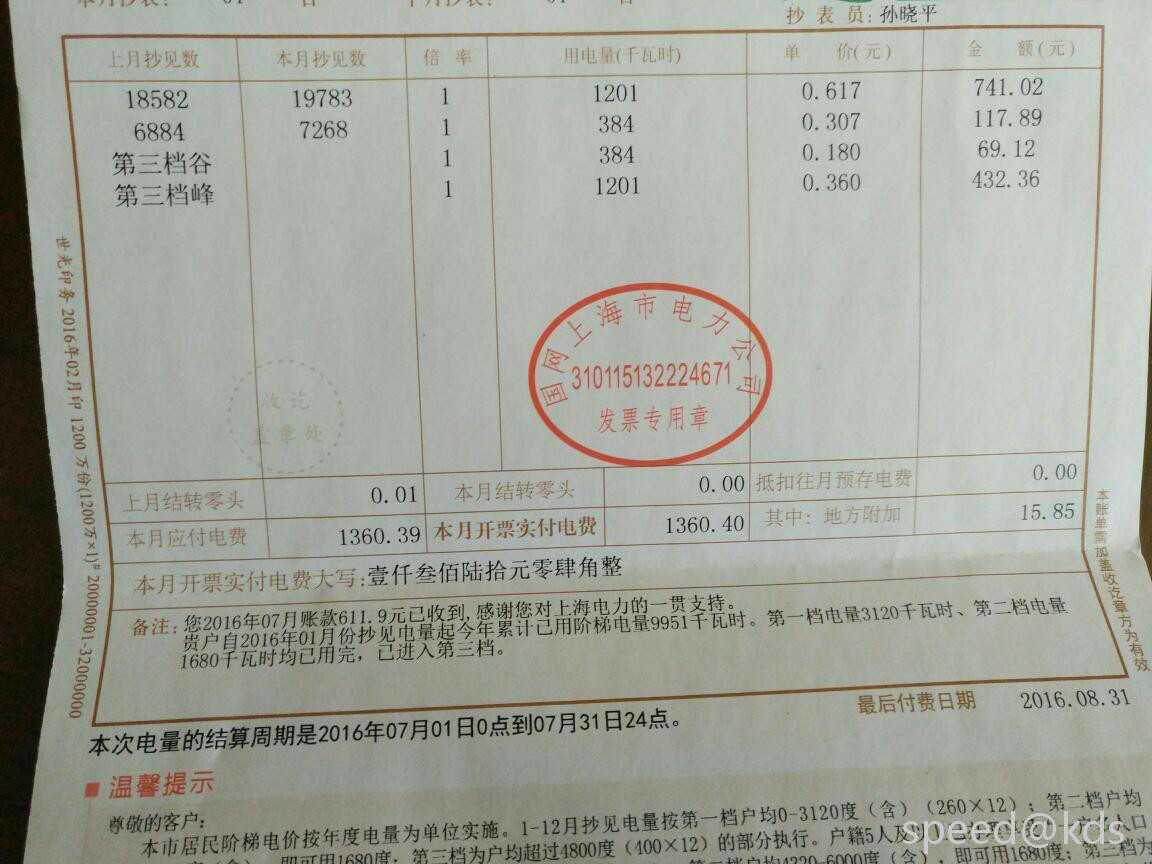 抄 表 员: 孙晓平
上月抄见数 本月抄见数 倍 率 用电量(千瓦时) 单 价(元) 金 额(元)
18582 19783 1 1201 0.617 741.02
6884 7268 1 384 0.307 117.89
第三档谷 1 384 0.180 69.12
第三档峰 1 1201 0.360 432.36
国网上海市电力公司
310115132224671
发票专用章
收讫
盖章处
上月结转零头 0.01 本月结转零头 0.00 抵扣往月预存电费 0.00
本月应付电费 1360.39 本月开票实付电费 1360.40 其中: 地方附加 15.85
本月开票实付电费大写: 壹仟叁佰陆拾元零肆角整
备注: 您2016年07月账款611.9元已收到, 感谢您对上海电力的一贯支持。
贵户自2016年01月份抄见电量起今年累计已用阶梯电量9951千瓦时。第一档电量3120千瓦时、第二档电量
1680千瓦时均已用完, 已进入第三档。
世光印务 2016年02月印 1200 万份(1200万×1)# 20000001-32000000
本账单需加盖收讫章方为有效
最后付费日期 2016.08.31
本次电量的结算周期是2016年07月01日0点到07月31日24点。
■ 温馨提示
尊敬的客户:
本市居民阶梯电价按年度电量为单位实施。1-12月抄见电量按第一档户均0-3120度（含）（260×12）; 第二档户均
即可用1680度, 第三档为户均超过4800度（400×12）的部分执行。户籍5人及以 人口
4320-6000度（含）, 即可用1680度, 第三档为
speed@kds